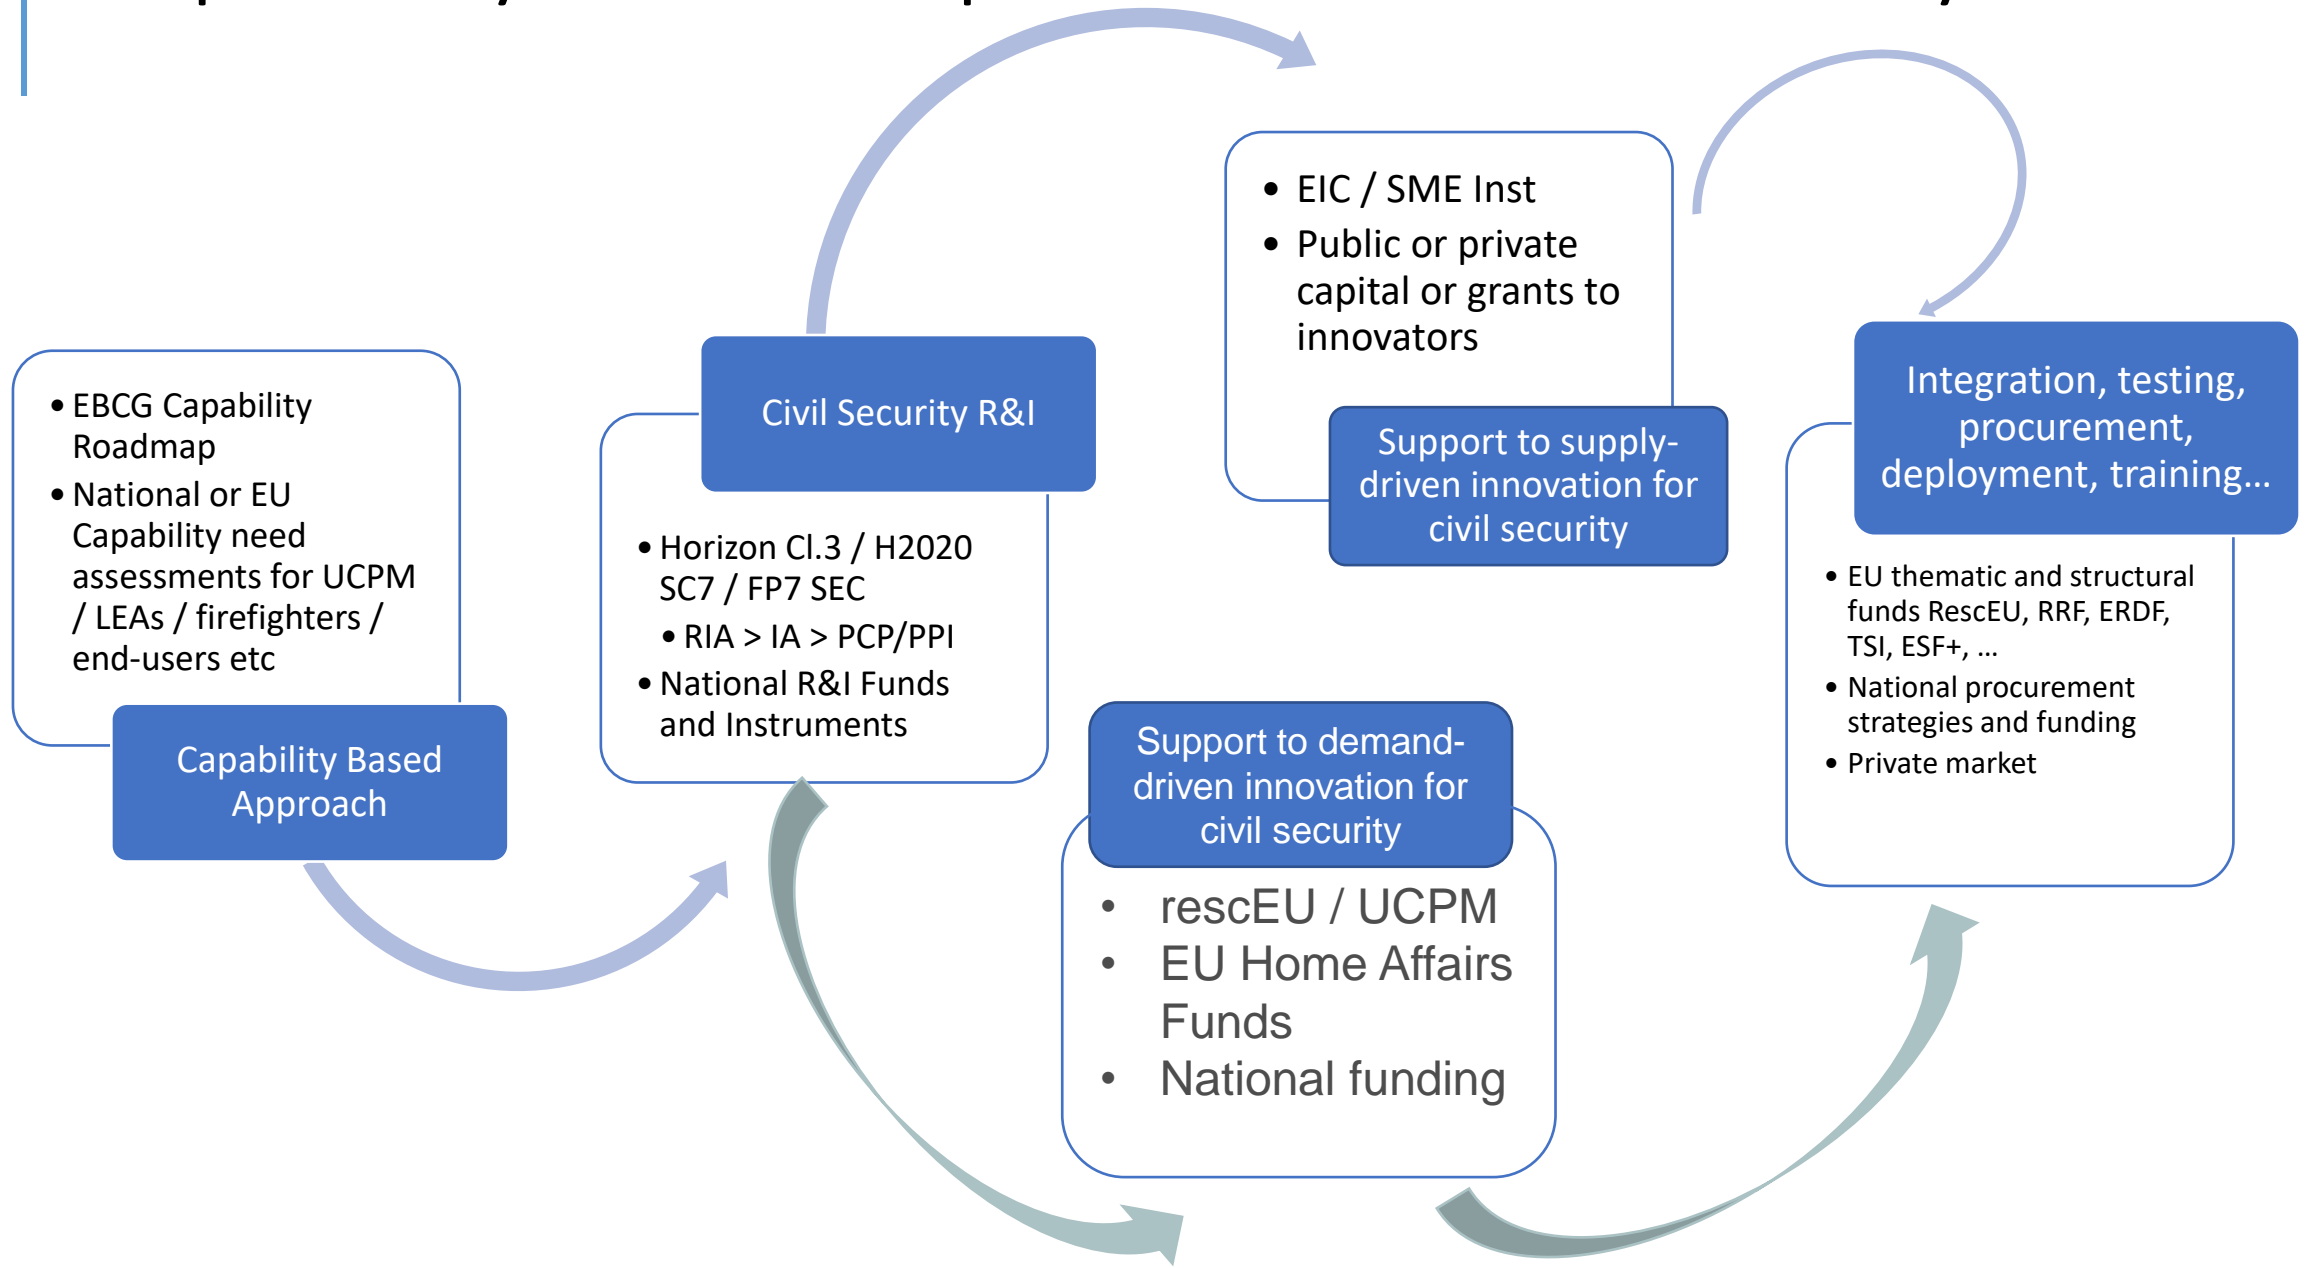 • EBCG Capability
Roadmap
• National or EU
Capability need
assessments for UCPM
/ LEAs / firefighters /
end-users etc
Capability Based
Approach
Civil Security R&I
• Horizon Cl.3 / H2020
SC7 / FP7 SEC
• RIA > IA > PCP/PPI
• National R&I Funds
and Instruments
• EIC / SME Inst
• Public or private
capital or grants to
innovators
Support to supply-
driven innovation for
civil security
Support to demand-
driven innovation for
civil security
• rescEU / UCPM
• EU Home Affairs
Funds
• National funding
Integration, testing,
procurement,
deployment, training...
• EU thematic and structural
funds RescEU, RRF, ERDF,
TSI, ESF+, ...
• National procurement
strategies and funding
• Private market